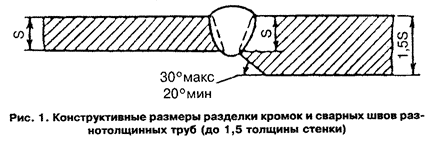 S
S
1,5S
30° макс
20° мин
Рис. 1. Конструктивные размеры разделки кромок и сварных швов раз-
нотолщинных труб (до 1,5 толщины стенки)